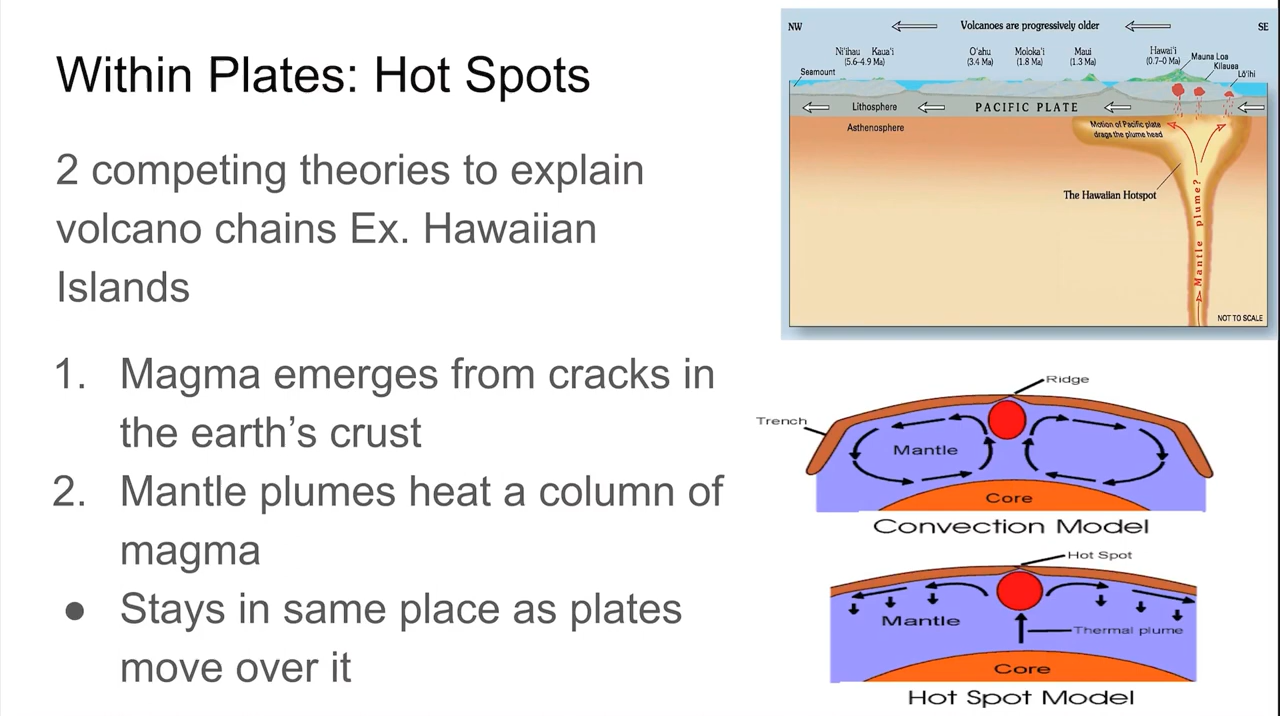 Within Plates: Hot Spots
2 competing theories to explain
volcano chains Ex. Hawaiian
Islands
1. Magma emerges from cracks in
the earth's crust
2. Mantle plumes heat a column of
magma
● Stays in same place as plates
move over it
NW
Volcanoes are progressively older
SE
Ni'ihau Kaua'i
(5.6-4.9 Ma)
O'ahu
(3.4 Ma)
Moloka'i
(1.8 Ma)
Maui
(1.3 Ma)
Hawai'i
(0.7-0 Ma)
Mauna Loa
Kilauea
Lō'ihi
Seamount
Lithosphere
PACIFIC PLATE
Asthenosphere
Motion of Pacific plate
drags the plume head
The Hawaiian Hotspot
Mantle plume?
NOT TO SCALE
Ridge
Trench
Mantle
Core
Convection Model
Hot Spot
Mantle
Thermal plume
Core
Hot Spot Model